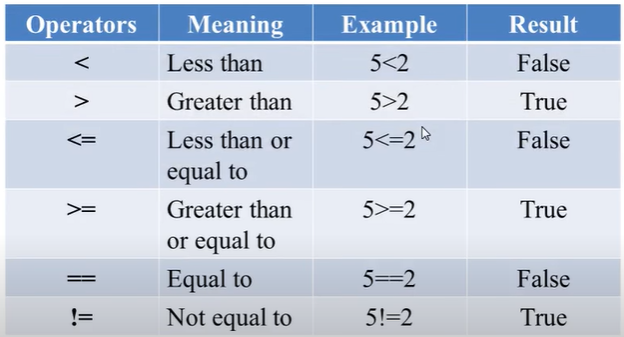 Operators Meaning Example Result
< Less than 5<2 False
> Greater than 5>2 True
<= Less than or 5<=2 False
equal to
>= Greater than 5>=2 True
or equal to
== Equal to 5==2 False
!= Not equal to 5!=2 True